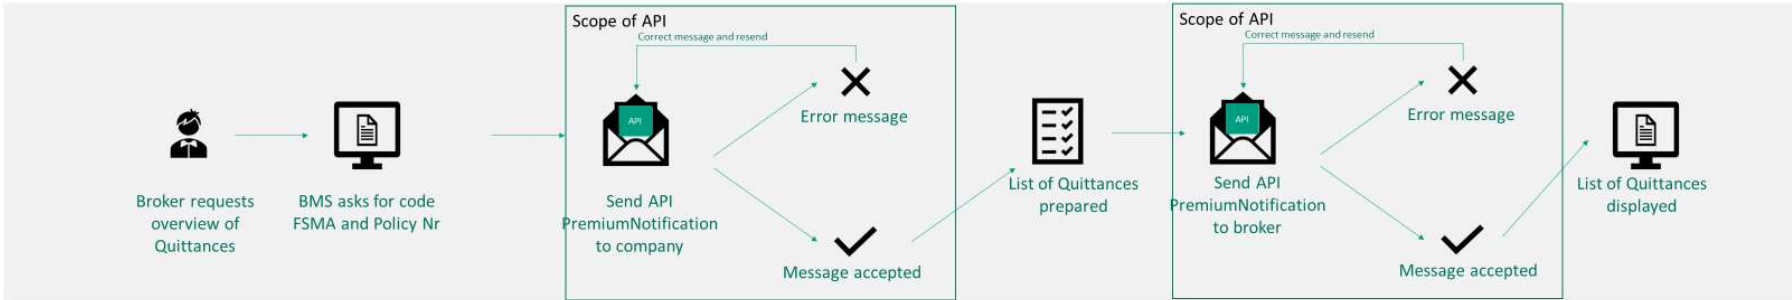 Scope of API
Correct message and resend
API
Error message
Broker requests
overview of
Quittances
BMS asks for code
FSMA and Policy Nr
Send API
PremiumNotification
to company
Message accepted
List of Quittances
prepared
Scope of API
Correct message and resend
API
Error message
Send API
PremiumNotification
to broker
Message accepted
List of Quittances
displayed